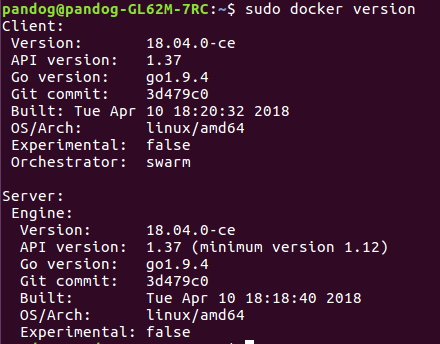 pandog@pandog-GL62M-7RC:~$ sudo docker version
Client:
 Version:      18.04.0-ce
 API version:  1.37
 Go version:   go1.9.4
 Git commit:   3d479c0
 Built: Tue Apr 10 18:20:32 2018
 OS/Arch:      linux/amd64
 Experimental: false
 Orchestrator: swarm

Server:
 Engine:
  Version:     18.04.0-ce
  API version: 1.37 (minimum version 1.12)
  Go version:  go1.9.4
  Git commit:  3d479c0
  Built:       Tue Apr 10 18:18:40 2018
  OS/Arch:     linux/amd64
  Experimental: false